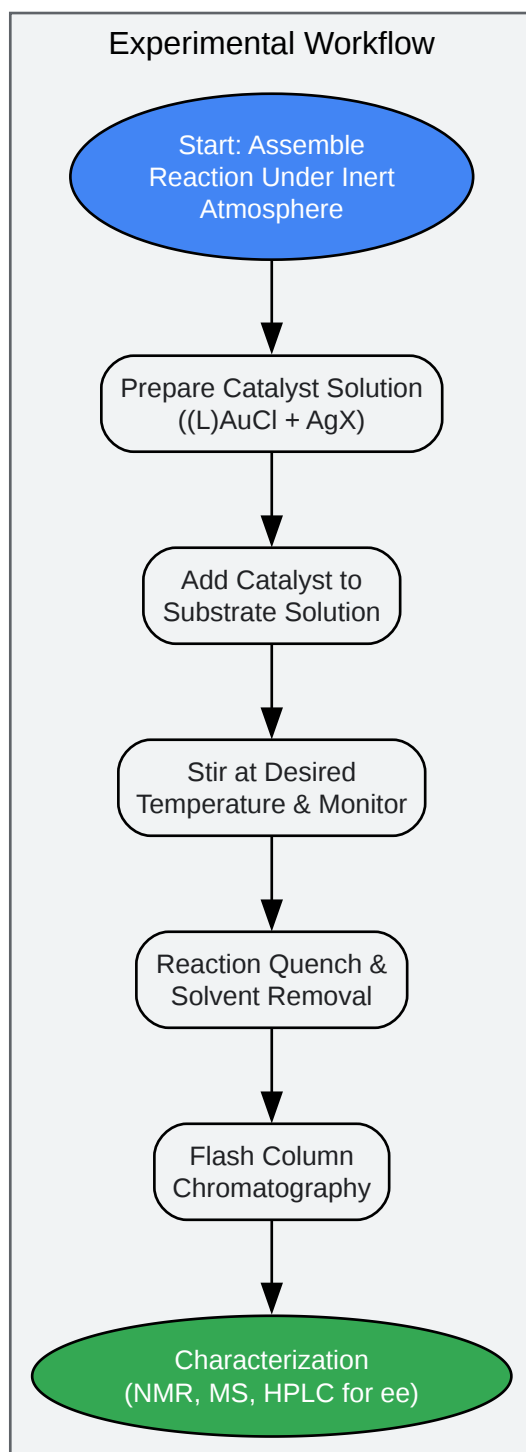 Experimental Workflow
Start: Assemble
Reaction Under Inert
Atmosphere
Prepare Catalyst Solution
((L)AuCl + AgX)
Add Catalyst to
Substrate Solution
Stir at Desired
Temperature & Monitor
Reaction Quench &
Solvent Removal
Flash Column
Chromatography
Characterization
(NMR, MS, HPLC for ee)